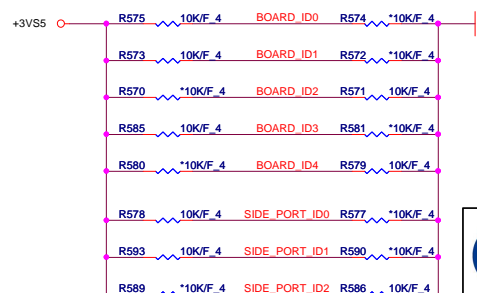 R575 10K/F_4 BOARD_ID0 R574 *10K/F_4
+3VS5
R573 10K/F_4 BOARD_ID1 R572 *10K/F_4
R570 *10K/F_4 BOARD_ID2 R571 10K/F_4
R585 10K/F_4 BOARD_ID3 R581 *10K/F_4
R580 *10K/F_4 BOARD_ID4 R579 10K/F_4
R578 10K/F_4 SIDE_PORT_ID0 R577 *10K/F_4
R593 10K/F_4 SIDE_PORT_ID1 R590 *10K/F_4
R589 *10K/F_4 SIDE_PORT_ID2 R586 10K/F_4